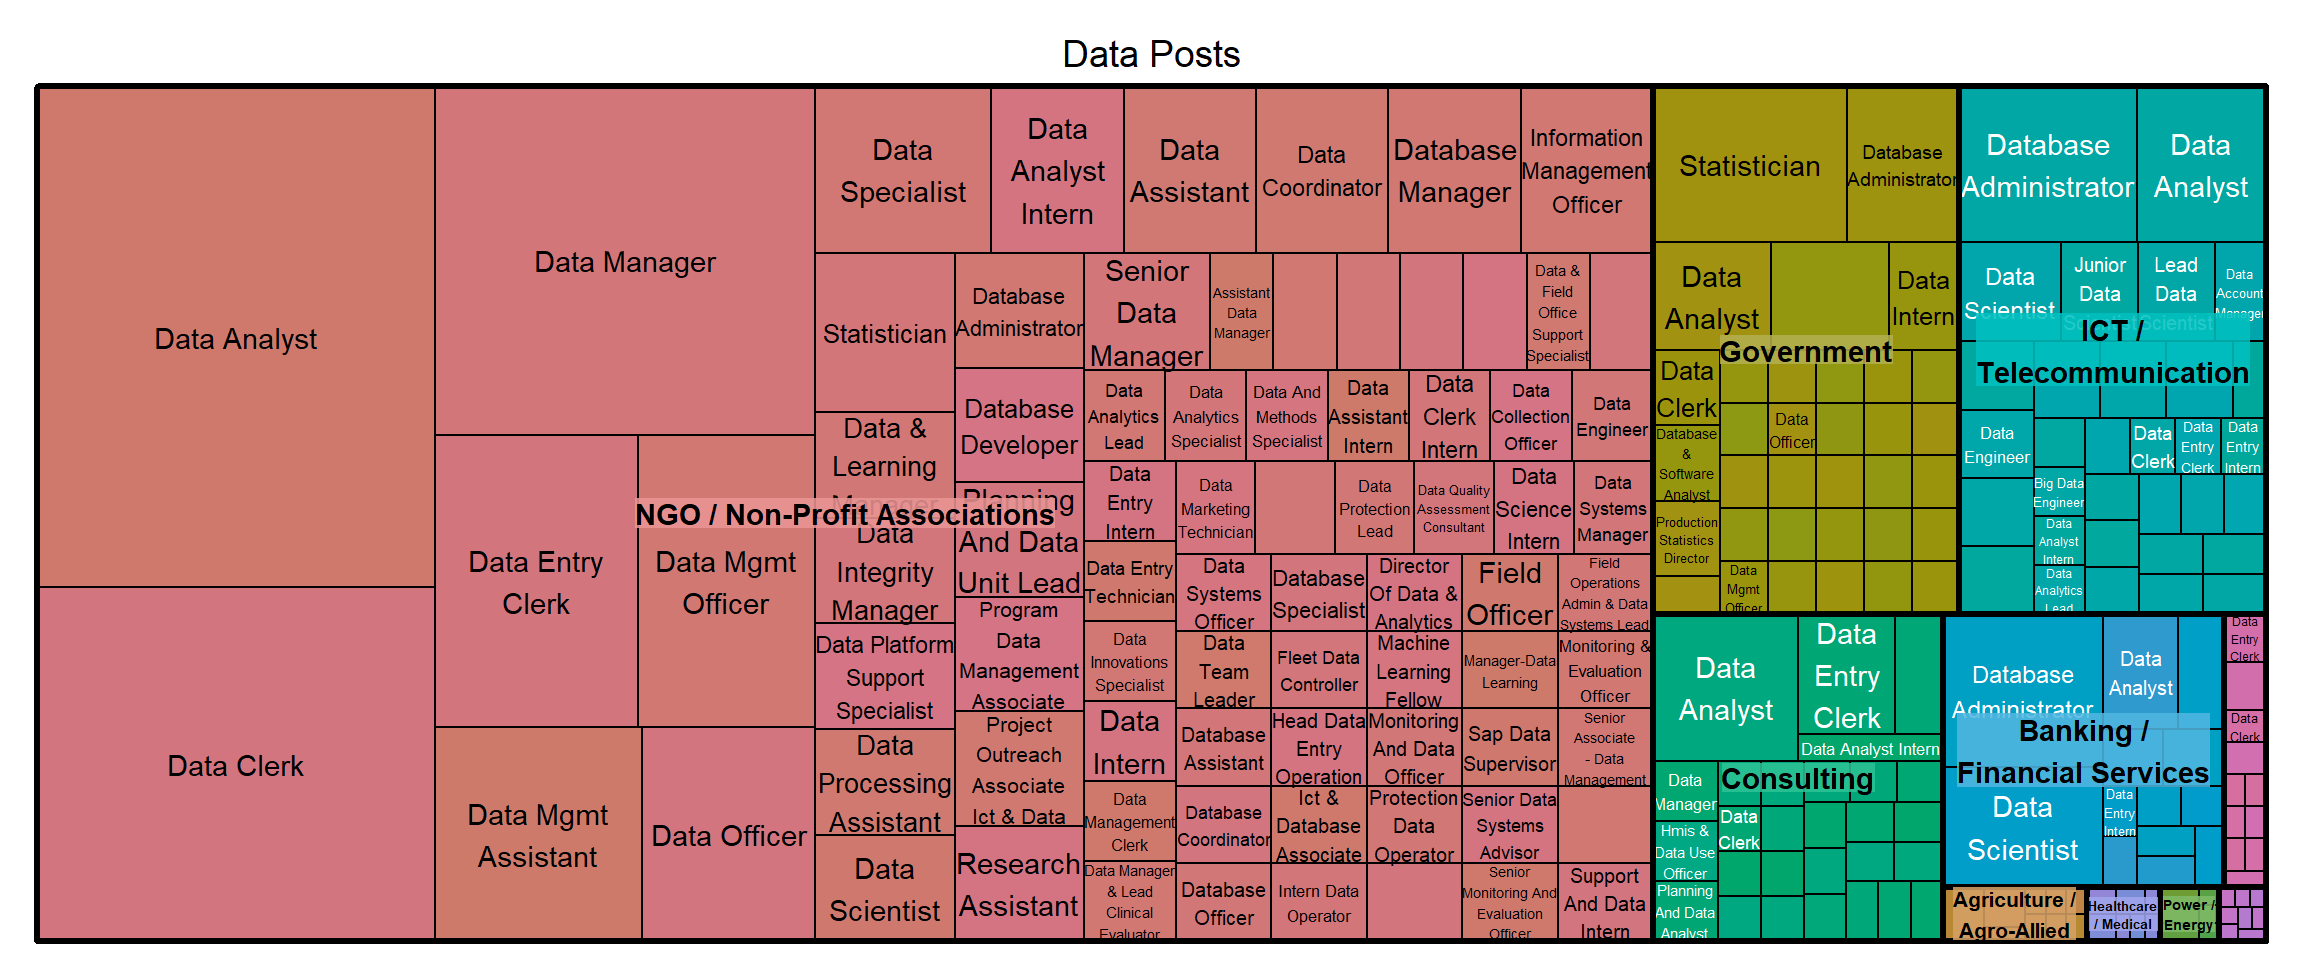 Data Posts
Data Analyst
Data Clerk
Data Manager
Data Entry
Clerk
Data Mgmt
Officer
Data Mgmt
Assistant
Data Officer
NGO / Non-Profit Associations
Data
Specialist
Data
Analyst
Intern
Data
Assistant
Data
Coordinator
Database
Manager
Information
Management
Officer
Statistician
Data &
Learning
Manager
Data
Integrity
Manager
Data Platform
Support
Specialist
Data
Processing
Assistant
Data
Scientist
Database
Administrator
Database
Developer
Planning
And Data
Unit Lead
Program
Data
Management
Associate
Project
Outreach
Associate
Ict & Data
Research
Assistant
Senior
Data
Manager
Assistant
Data
Manager
Data &
Field
Office
Support
Specialist
Data
Analytics
Lead
Data
Analytics
Specialist
Data And
Methods
Specialist
Data
Assistant
Intern
Data
Clerk
Intern
Data
Collection
Officer
Data
Engineer
Data
Entry
Intern
Data
Marketing
Technician
Data
Protection
Lead
Data Quality
Assessment
Consultant
Data
Science
Intern
Data
Systems
Manager
Data Entry
Technician
Data
Innovations
Specialist
Data
Intern
Data
Management
Clerk
Data Manager
& Lead
Clinical
Evaluator
Data
Systems
Officer
Database
Specialist
Director
Of Data &
Analytics
Field
Officer
Field
Operations
Admin & Data
Systems Lead
Data
Team
Leader
Fleet Data
Controller
Machine
Learning
Fellow
Manager-Data
Learning
Monitoring &
Evaluation
Officer
Database
Assistant
Head Data
Entry
Operation
Monitoring
And Data
Officer
Sap Data
Supervisor
Senior
Associate
- Data
Management
Database
Coordinator
Ict &
Database
Associate
Protection
Data
Operator
Senior Data
Systems
Advisor
Database
Officer
Intern Data
Operator
Senior
Monitoring And
Evaluation
Officer
Support
And Data
Intern
Statistician
Database
Administrator
Data
Analyst
Data
Intern
Government
Data
Clerk
Data
Officer
Database
&
Software
Analyst
Production
Statistics
Director
Data
Mgmt
Officer
Database
Administrator
Data
Analyst
Data
Scientist
Junior
Data
Scientist
Lead
Data
Scientist
Data
Account
Manager
ICT /
Telecommunication
Data
Engineer
Data
Clerk
Data
Entry
Clerk
Data
Entry
Intern
Big Data
Engineer
Data
Analyst
Intern
Data
Analytics
Lead
Data
Analyst
Data
Entry
Clerk
Data Analyst Intern
Consulting
Data
Manager
Data
Clerk
Hmis &
Data Use
Officer
Planning
And Data
Analyst
Database
Administrator
Data
Analyst
Banking /
Financial Services
Data
Scientist
Data
Entry
Intern
Data
Entry
Clerk
Data
Clerk
Agriculture /
Agro-Allied
Healthcare
/ Medical
Power /
Energy